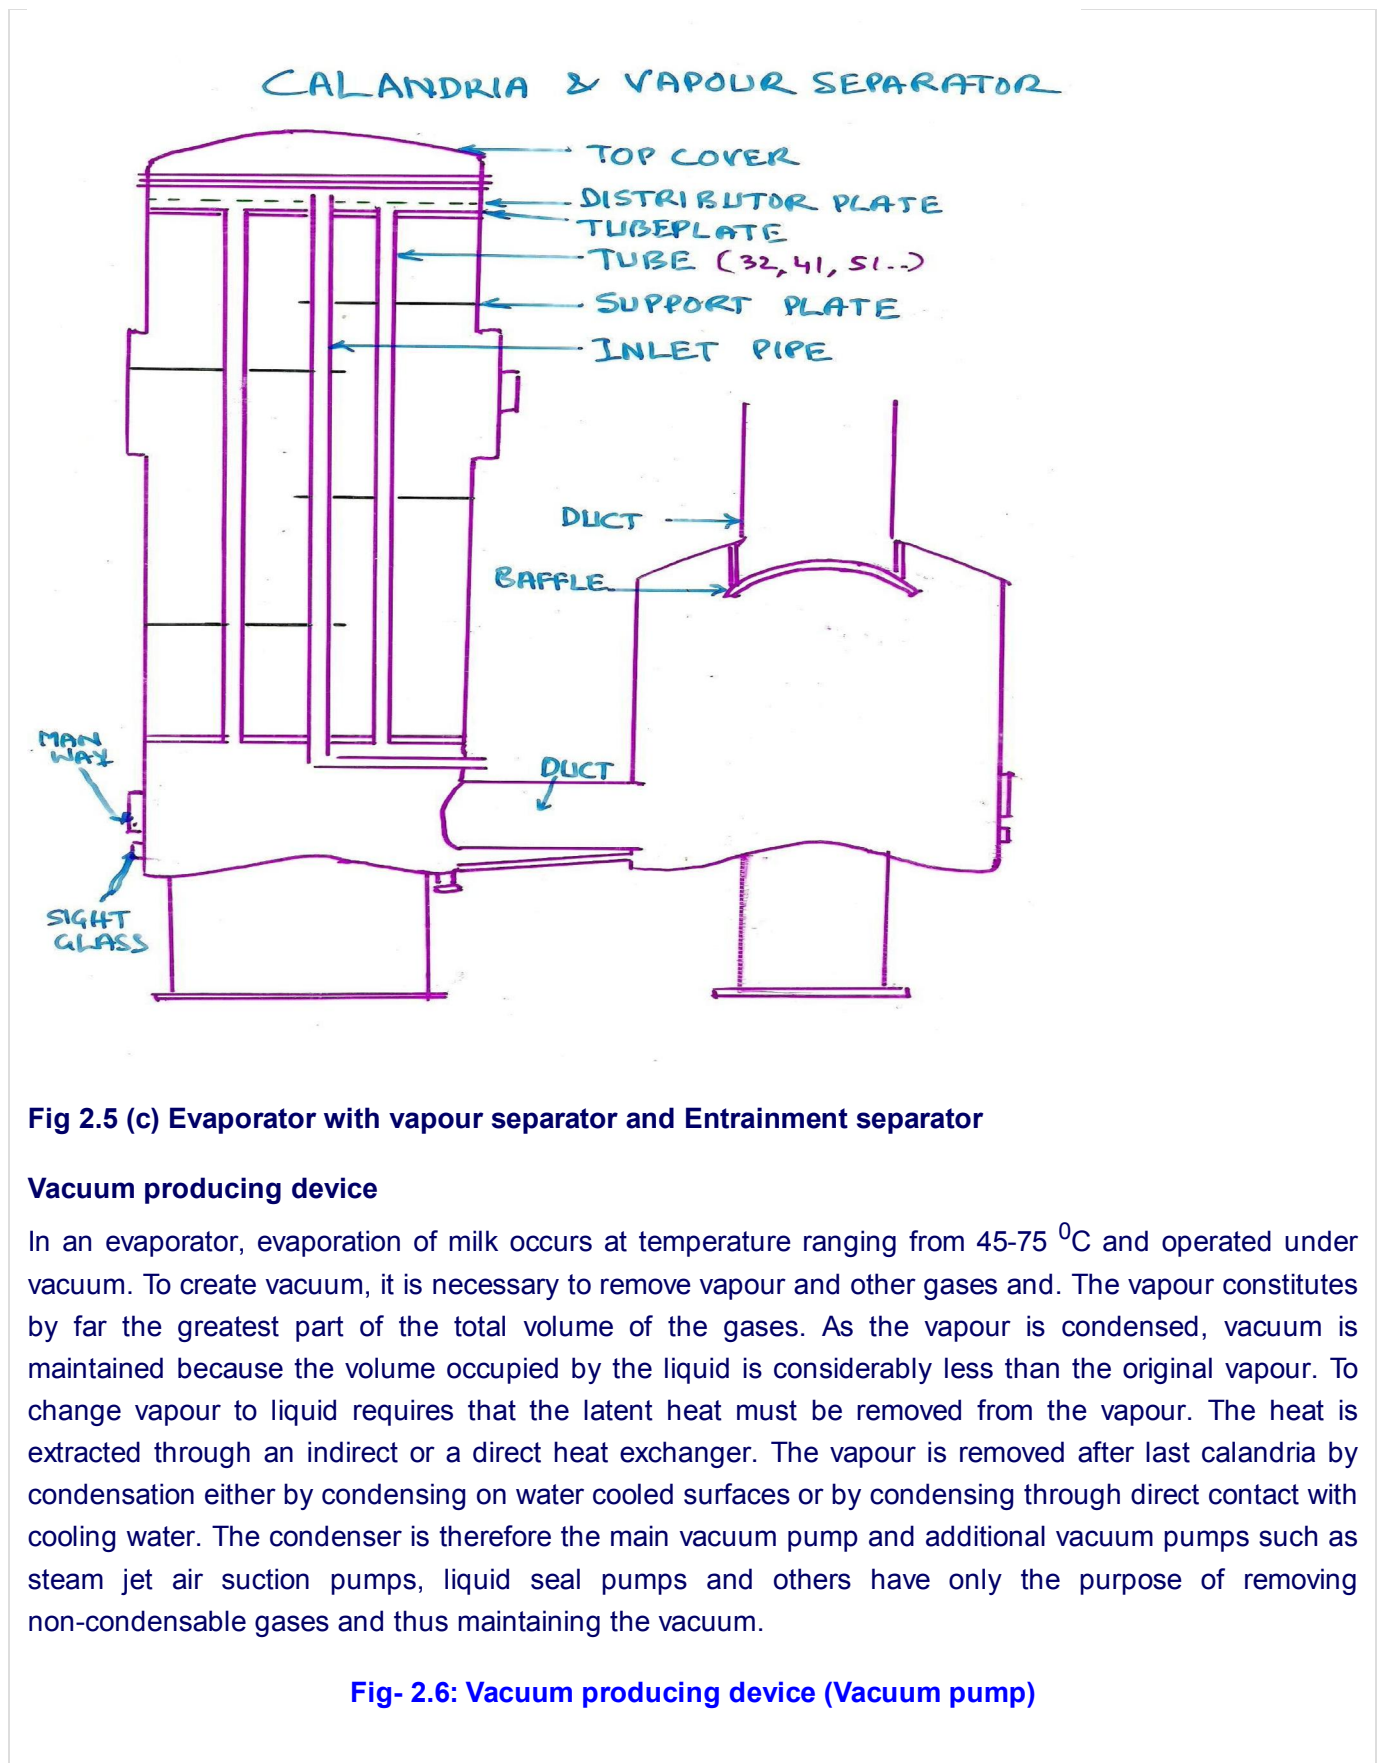 CALANDRIA & VAPOUR SEPARATOR
TOP COVER
DISTRIBUTOR PLATE
TUBEPLATE
TUBE (32, 41, 51..)
SUPPORT PLATE
INLET PIPE
DUCT
BAFFLE
MAN
WAY
DUCT
SIGHT
GLASS
Fig 2.5 (c) Evaporator with vapour separator and Entrainment separator
Vacuum producing device
In an evaporator, evaporation of milk occurs at temperature ranging from 45-75 ⁰C and operated under
vacuum. To create vacuum, it is necessary to remove vapour and other gases and. The vapour constitutes
by far the greatest part of the total volume of the gases. As the vapour is condensed, vacuum is
maintained because the volume occupied by the liquid is considerably less than the original vapour. To
change vapour to liquid requires that the latent heat must be removed from the vapour. The heat is
extracted through an indirect or a direct heat exchanger. The vapour is removed after last calandria by
condensation either by condensing on water cooled surfaces or by condensing through direct contact with
cooling water. The condenser is therefore the main vacuum pump and additional vacuum pumps such as
steam jet air suction pumps, liquid seal pumps and others have only the purpose of removing
non-condensable gases and thus maintaining the vacuum.
Fig- 2.6: Vacuum producing device (Vacuum pump)